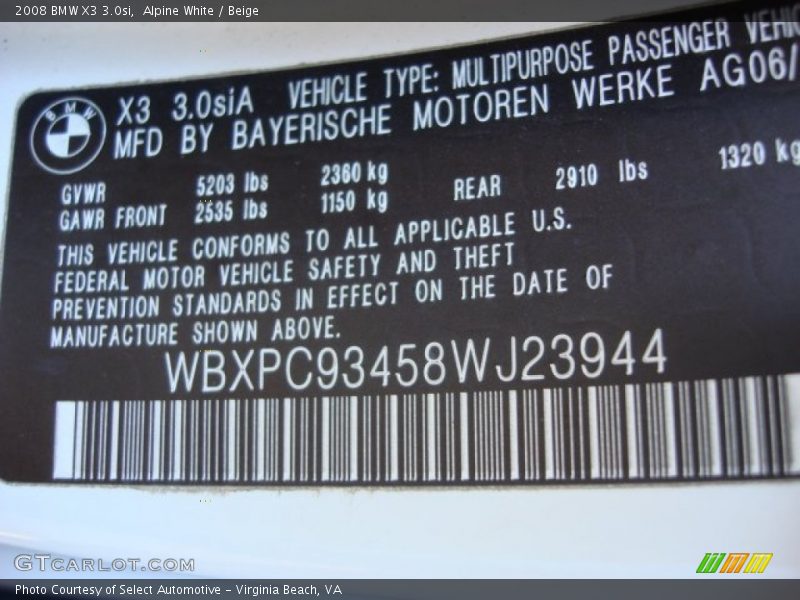 2008 BMW X3 3.0si, Alpine White / Beige
BMW
X3 3.0siA VEHICLE TYPE: MULTIPURPOSE PASSENGER
MFD BY BAYERISCHE MOTOREN WERKE AG06/
GVWR 5203 lbs 2360 kg
GAWR FRONT 2535 lbs 1150 kg REAR 2910 lbs 1320 kg
THIS VEHICLE CONFORMS TO ALL APPLICABLE U.S.
FEDERAL MOTOR VEHICLE SAFETY AND THEFT
PREVENTION STANDARDS IN EFFECT ON THE DATE OF
MANUFACTURE SHOWN ABOVE.
WBXPC93458WJ23944
GTCARLOT.COM
Photo Courtesy of Select Automotive - Virginia Beach, VA